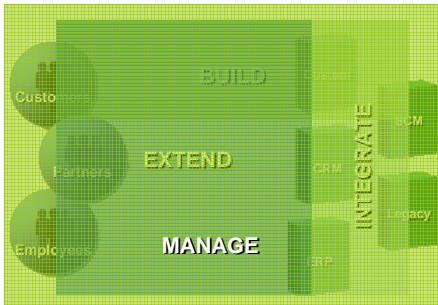 BUILD
Custom
Customers
SCM
INTEGRATE
EXTEND
CRM
Partners
Legacy
MANAGE
Employees
ERP